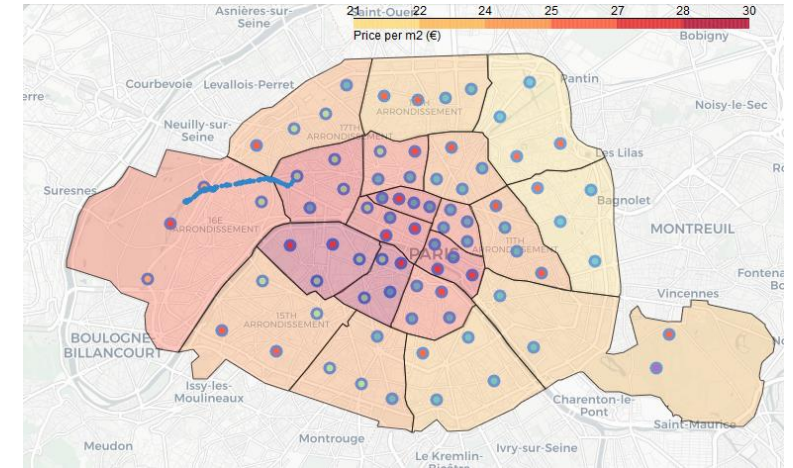 21 22 24 25 27 28 30
Price per m2 (€)
Asnières-sur-
Seine
Saint-Ouen
Bobigny
Courbevoie
Levallois-Perret
Pantin
Noisy-le-Sec
Neuilly-sur-
Seine
17TH
ARRONDISSEMENT
ARRONDISSEMENT
Les Lilas
Suresnes
Bagnolet
16E
ARRONDISSEMENT
11TH
ARRONDISSEMENT
MONTREUIL
PARIS
Vincennes
15TH
ARRONDISSEMENT
BOULOGNE-
BILLANCOURT
Issy-les-
Moulineaux
Charenton-le-
Pont
Saint-Maurice
Meudon
Montrouge
Le Kremlin-
Bicêtre
Ivry-sur-Seine